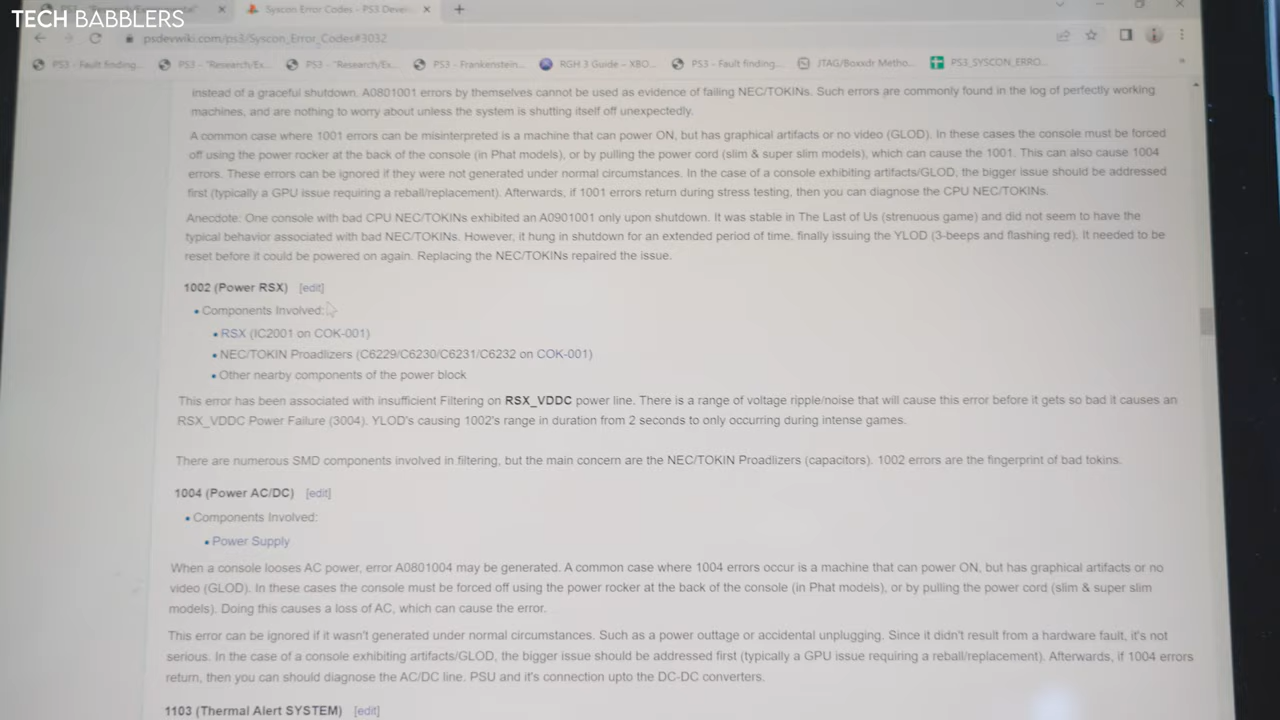 TECH BABBLERS
Syscon Error Codes - PS3 Devel...
psdevwiki.com/ps3/Syscon_Error_Codes#3032
PS3 - Fault finding...
PS3 - "Research/Ex...
PS3 - "Research/Ex...
PS3 - Frankenstein...
RGH 3 Guide – XBO...
PS3 - Fault finding...
JTAG/Boxxdr Metho...
PS3_SYSCON_ERRO...
instead of a graceful shutdown. A0801001 errors by themselves cannot be used as evidence of failing NEC/TOKINs. Such errors are commonly found in the log of perfectly working
machines, and are nothing to worry about unless the system is shutting itself off unexpectedly.
A common case where 1001 errors can be misinterpreted is a machine that can power ON, but has graphical artifacts or no video (GLOD). In these cases the console must be forced
off using the power rocker at the back of the console (in Phat models), or by pulling the power cord (slim & super slim models), which can cause the 1001. This can also cause 1004
errors. These errors can be ignored if they were not generated under normal circumstances. In the case of a console exhibiting artifacts/GLOD, the bigger issue should be addressed
first (typically a GPU issue requiring a reball/replacement). Afterwards, if 1001 errors return during stress testing, then you can diagnose the CPU NEC/TOKINs.
Anecdote: One console with bad CPU NEC/TOKINs exhibited an A0901001 only upon shutdown. It was stable in The Last of Us (strenuous game) and did not seem to have the
typical behavior associated with bad NEC/TOKINs. However, it hung in shutdown for an extended period of time, finally issuing the YLOD (3-beeps and flashing red). It needed to be
reset before it could be powered on again. Replacing the NEC/TOKINs repaired the issue.
1002 (Power RSX) [edit]
• Components Involved:
• RSX (IC2001 on COK-001)
• NEC/TOKIN Proadlizers (C6229/C6230/C6231/C6232 on COK-001)
• Other nearby components of the power block
This error has been associated with insufficient Filtering on RSX_VDDC power line. There is a range of voltage ripple/noise that will cause this error before it gets so bad it causes an
RSX_VDDC Power Failure (3004). YLOD's causing 1002's range in duration from 2 seconds to only occurring during intense games.
There are numerous SMD components involved in filtering, but the main concern are the NEC/TOKIN Proadlizers (capacitors). 1002 errors are the fingerprint of bad tokins.
1004 (Power AC/DC) [edit]
• Components Involved:
• Power Supply
When a console looses AC power, error A0801004 may be generated. A common case where 1004 errors occur is a machine that can power ON, but has graphical artifacts or no
video (GLOD). In these cases the console must be forced off using the power rocker at the back of the console (in Phat models), or by pulling the power cord (slim & super slim
models). Doing this causes a loss of AC, which can cause the error.
This error can be ignored if it wasn't generated under normal circumstances. Such as a power outtage or accidental unplugging. Since it didn't result from a hardware fault, it's not
serious. In the case of a console exhibiting artifacts/GLOD, the bigger issue should be addressed first (typically a GPU issue requiring a reball/replacement). Afterwards, if 1004 errors
return, then you can should diagnose the AC/DC line. PSU and it's connection upto the DC-DC converters.
1103 (Thermal Alert SYSTEM) [edit]